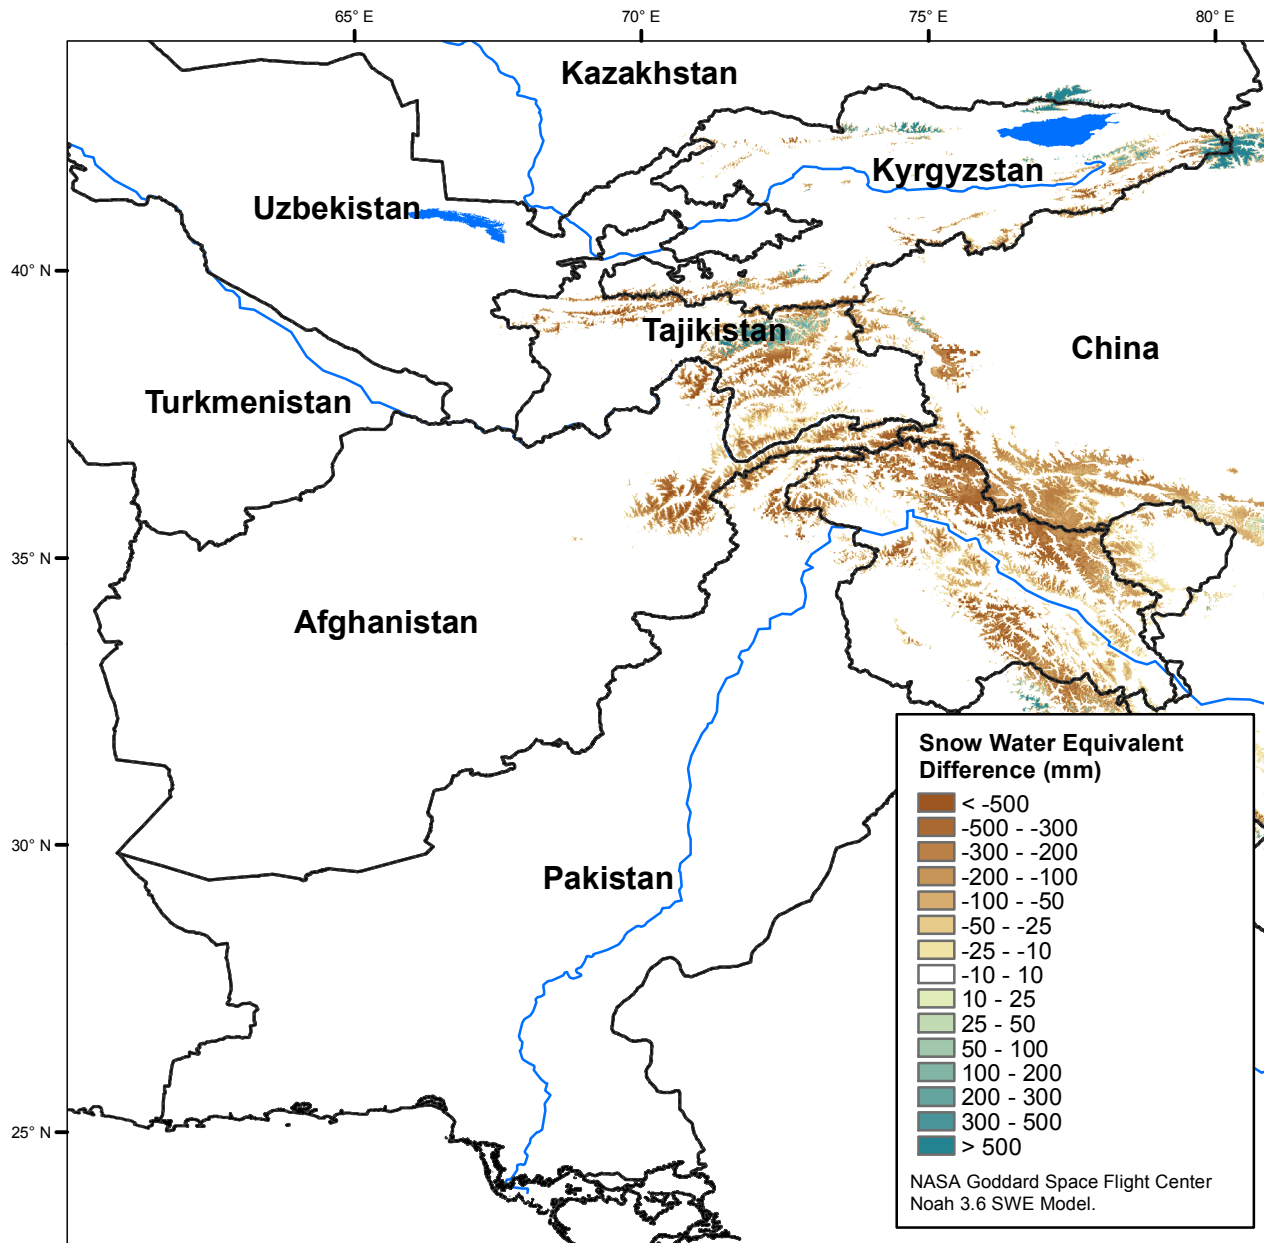 65° E
70° E
75° E
80° E
Kazakhstan
Kyrgyzstan
Uzbekistan
40° N
Tajikistan
China
Turkmenistan
35° N
Afghanistan
30° N
Pakistan
25° N
Snow Water Equivalent
Difference (mm)
< -500
-500 - -300
-300 - -200
-200 - -100
-100 - -50
-50 - -25
-25 - -10
-10 - 10
10 - 25
25 - 50
50 - 100
100 - 200
200 - 300
300 - 500
> 500
NASA Goddard Space Flight Center
Noah 3.6 SWE Model.